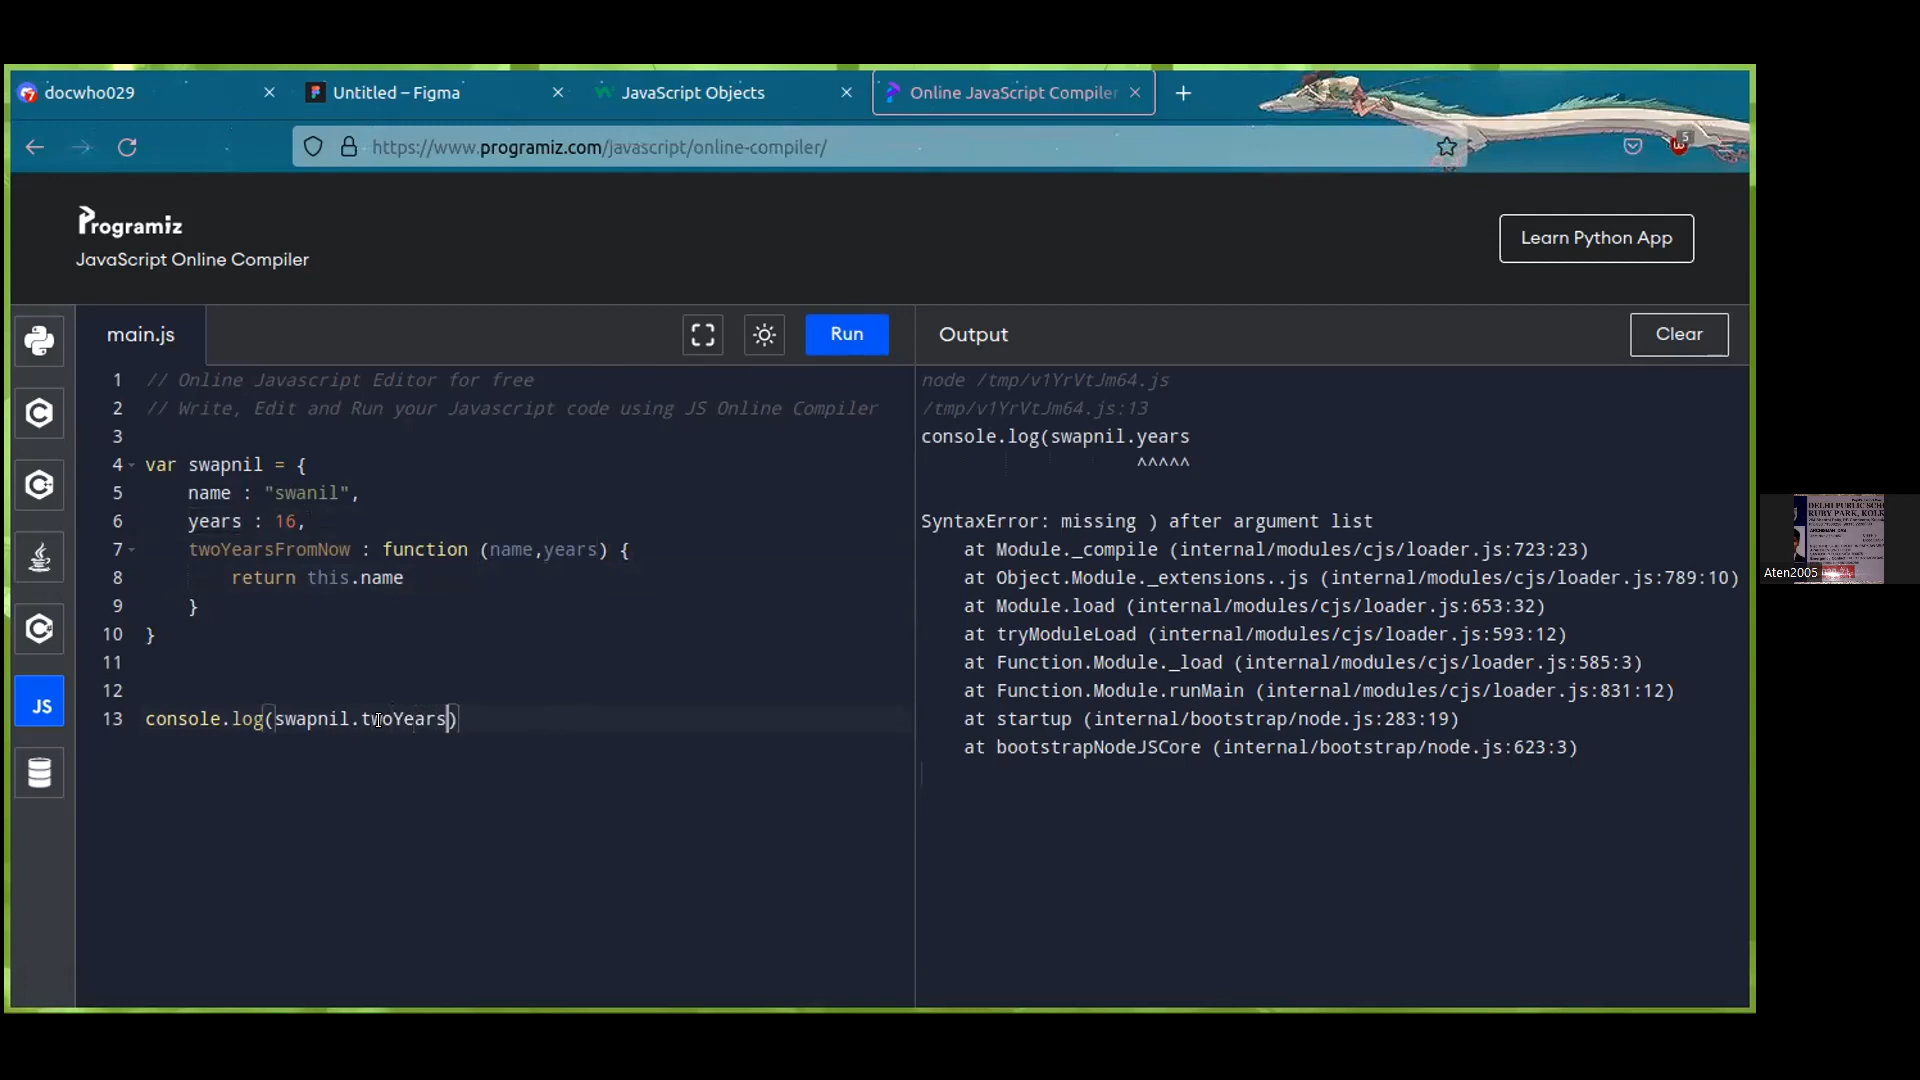 docwho029
Untitled – Figma
JavaScript Objects
Online JavaScript Compiler
https://www.programiz.com/javascript/online-compiler/
5
Programiz
JavaScript Online Compiler
Learn Python App
main.js
Run
Output
Clear
1 // Online Javascript Editor for free
2 // Write, Edit and Run your Javascript code using JS Online Compiler
3
4 var swapnil = {
5 name : "swanil",
6 years : 16,
7 twoYearsFromNow : function (name,years) {
8 return this.name
9 }
10 }
11
12
13 console.log(swapnil.twoYears)
JS
node /tmp/v1YrVtJm64.js
/tmp/v1YrVtJm64.js:13
console.log(swapnil.years
^^^^^
SyntaxError: missing ) after argument list
at Module._compile (internal/modules/cjs/loader.js:723:23)
at Object.Module._extensions..js (internal/modules/cjs/loader.js:789:10)
at Module.load (internal/modules/cjs/loader.js:653:32)
at tryModuleLoad (internal/modules/cjs/loader.js:593:12)
at Function.Module._load (internal/modules/cjs/loader.js:585:3)
at Function.Module.runMain (internal/modules/cjs/loader.js:831:12)
at startup (internal/bootstrap/node.js:283:19)
at bootstrapNodeJSCore (internal/bootstrap/node.js:623:3)
DELHI PUBLIC SCHO
RUBY PARK, KOLK
Aten2005